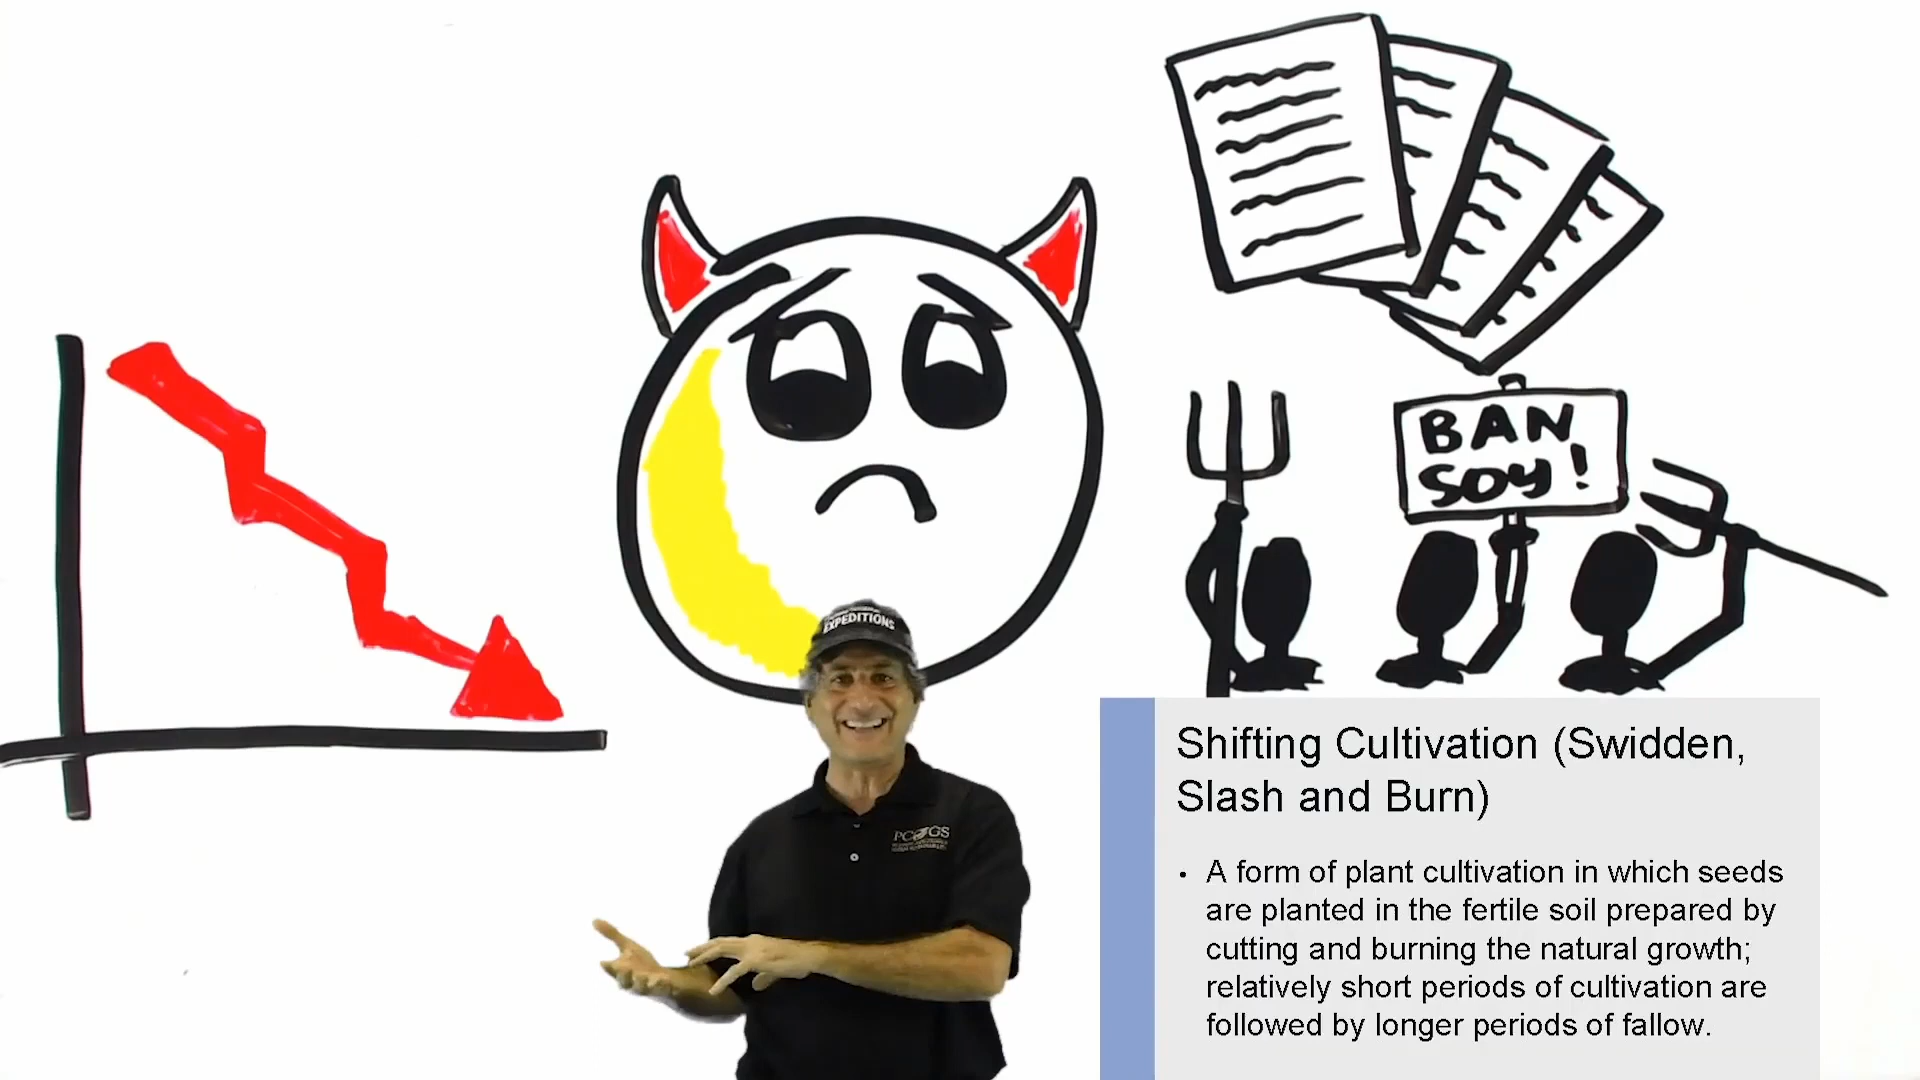 BAN
SOY!
EXPEDITIONS
PC GS
Shifting Cultivation (Swidden,
Slash and Burn)
• A form of plant cultivation in which seeds
are planted in the fertile soil prepared by
cutting and burning the natural growth;
relatively short periods of cultivation are
followed by longer periods of fallow.